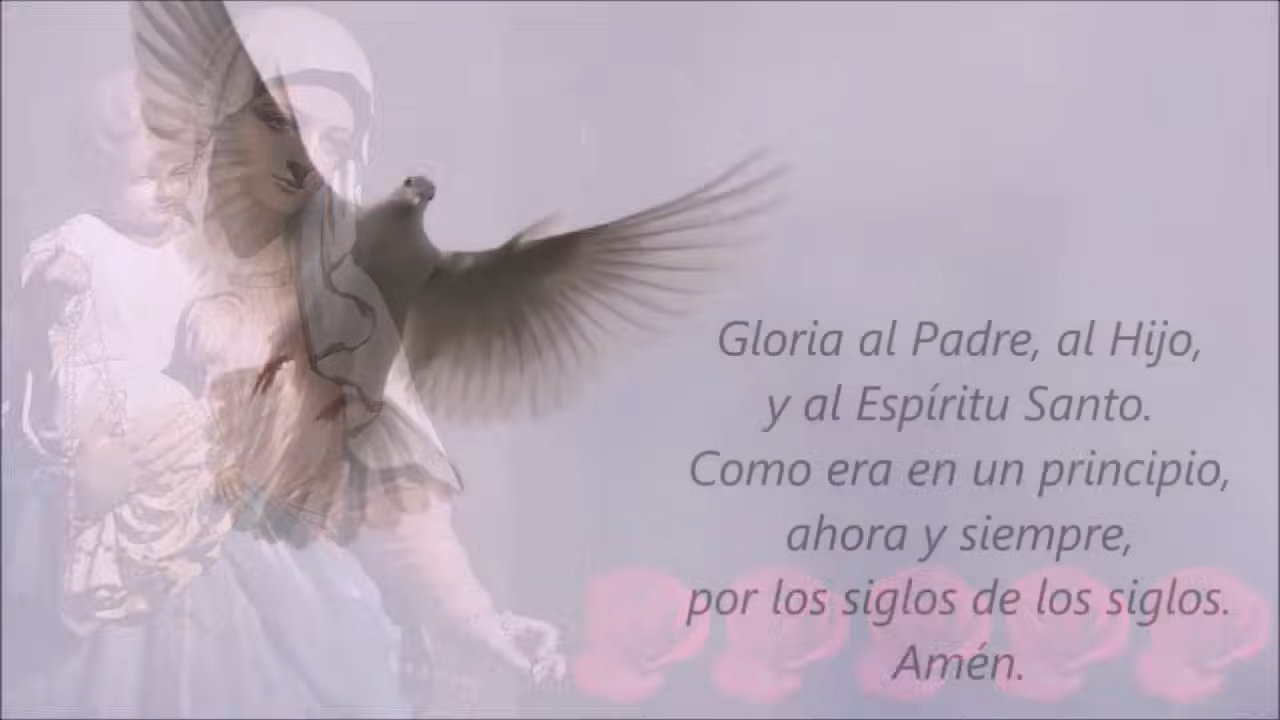 Gloria al Padre, al Hijo,
y al Espíritu Santo.
Como era en un principio,
ahora y siempre,
por los siglos de los siglos.
Amén.